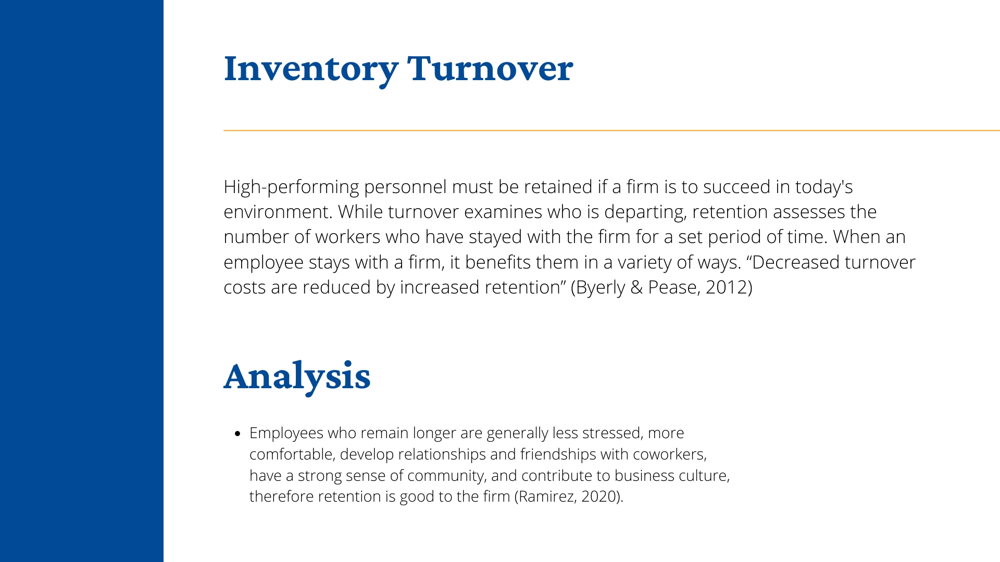 Inventory Turnover
High-performing personnel must be retained if a firm is to succeed in today's
environment. While turnover examines who is departing, retention assesses the
number of workers who have stayed with the firm for a set period of time. When an
employee stays with a firm, it benefits them in a variety of ways. “Decreased turnover
costs are reduced by increased retention” (Byerly & Pease, 2012)
Analysis
• Employees who remain longer are generally less stressed, more
comfortable, develop relationships and friendships with coworkers,
have a strong sense of community, and contribute to business culture,
therefore retention is good to the firm (Ramirez, 2020).